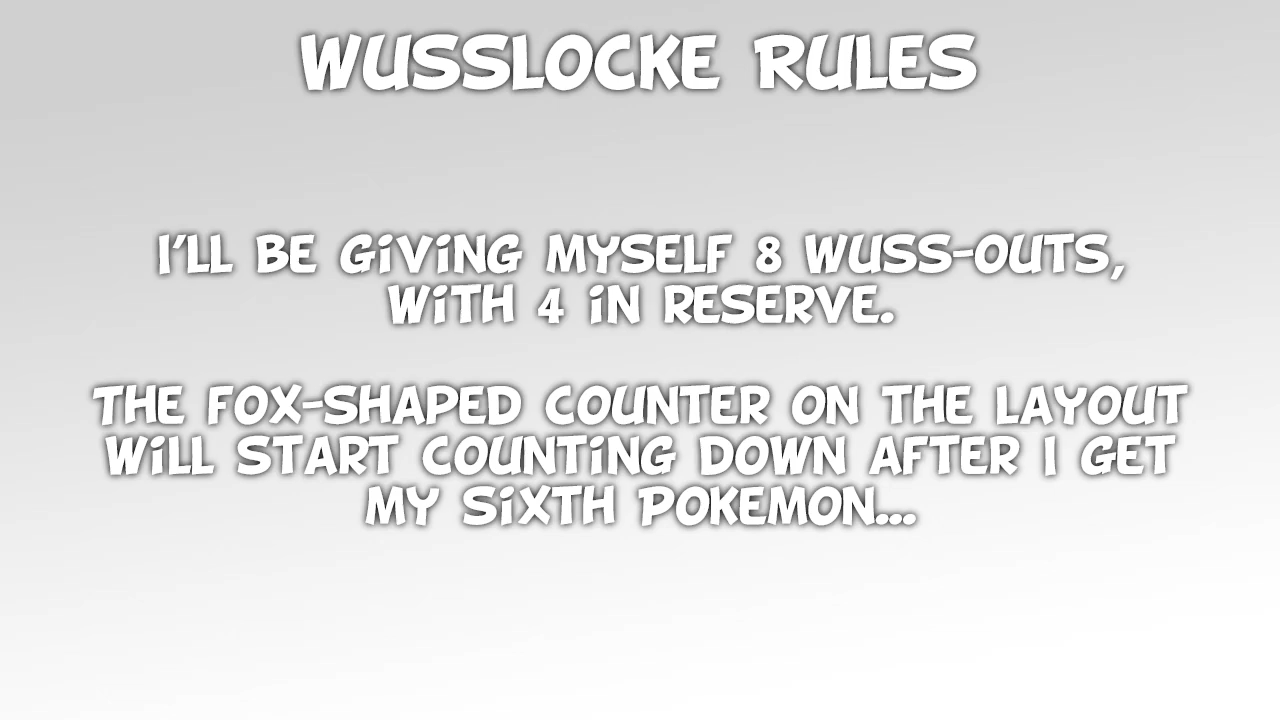 WUSSLOCKE RULES
I'LL BE GIVING MYSELF 8 WUSS-OUTS,
WITH 4 IN RESERVE.
THE FOX-SHAPED COUNTER ON THE LAYOUT
WILL START COUNTING DOWN AFTER I GET
MY SIXTH POKEMON...